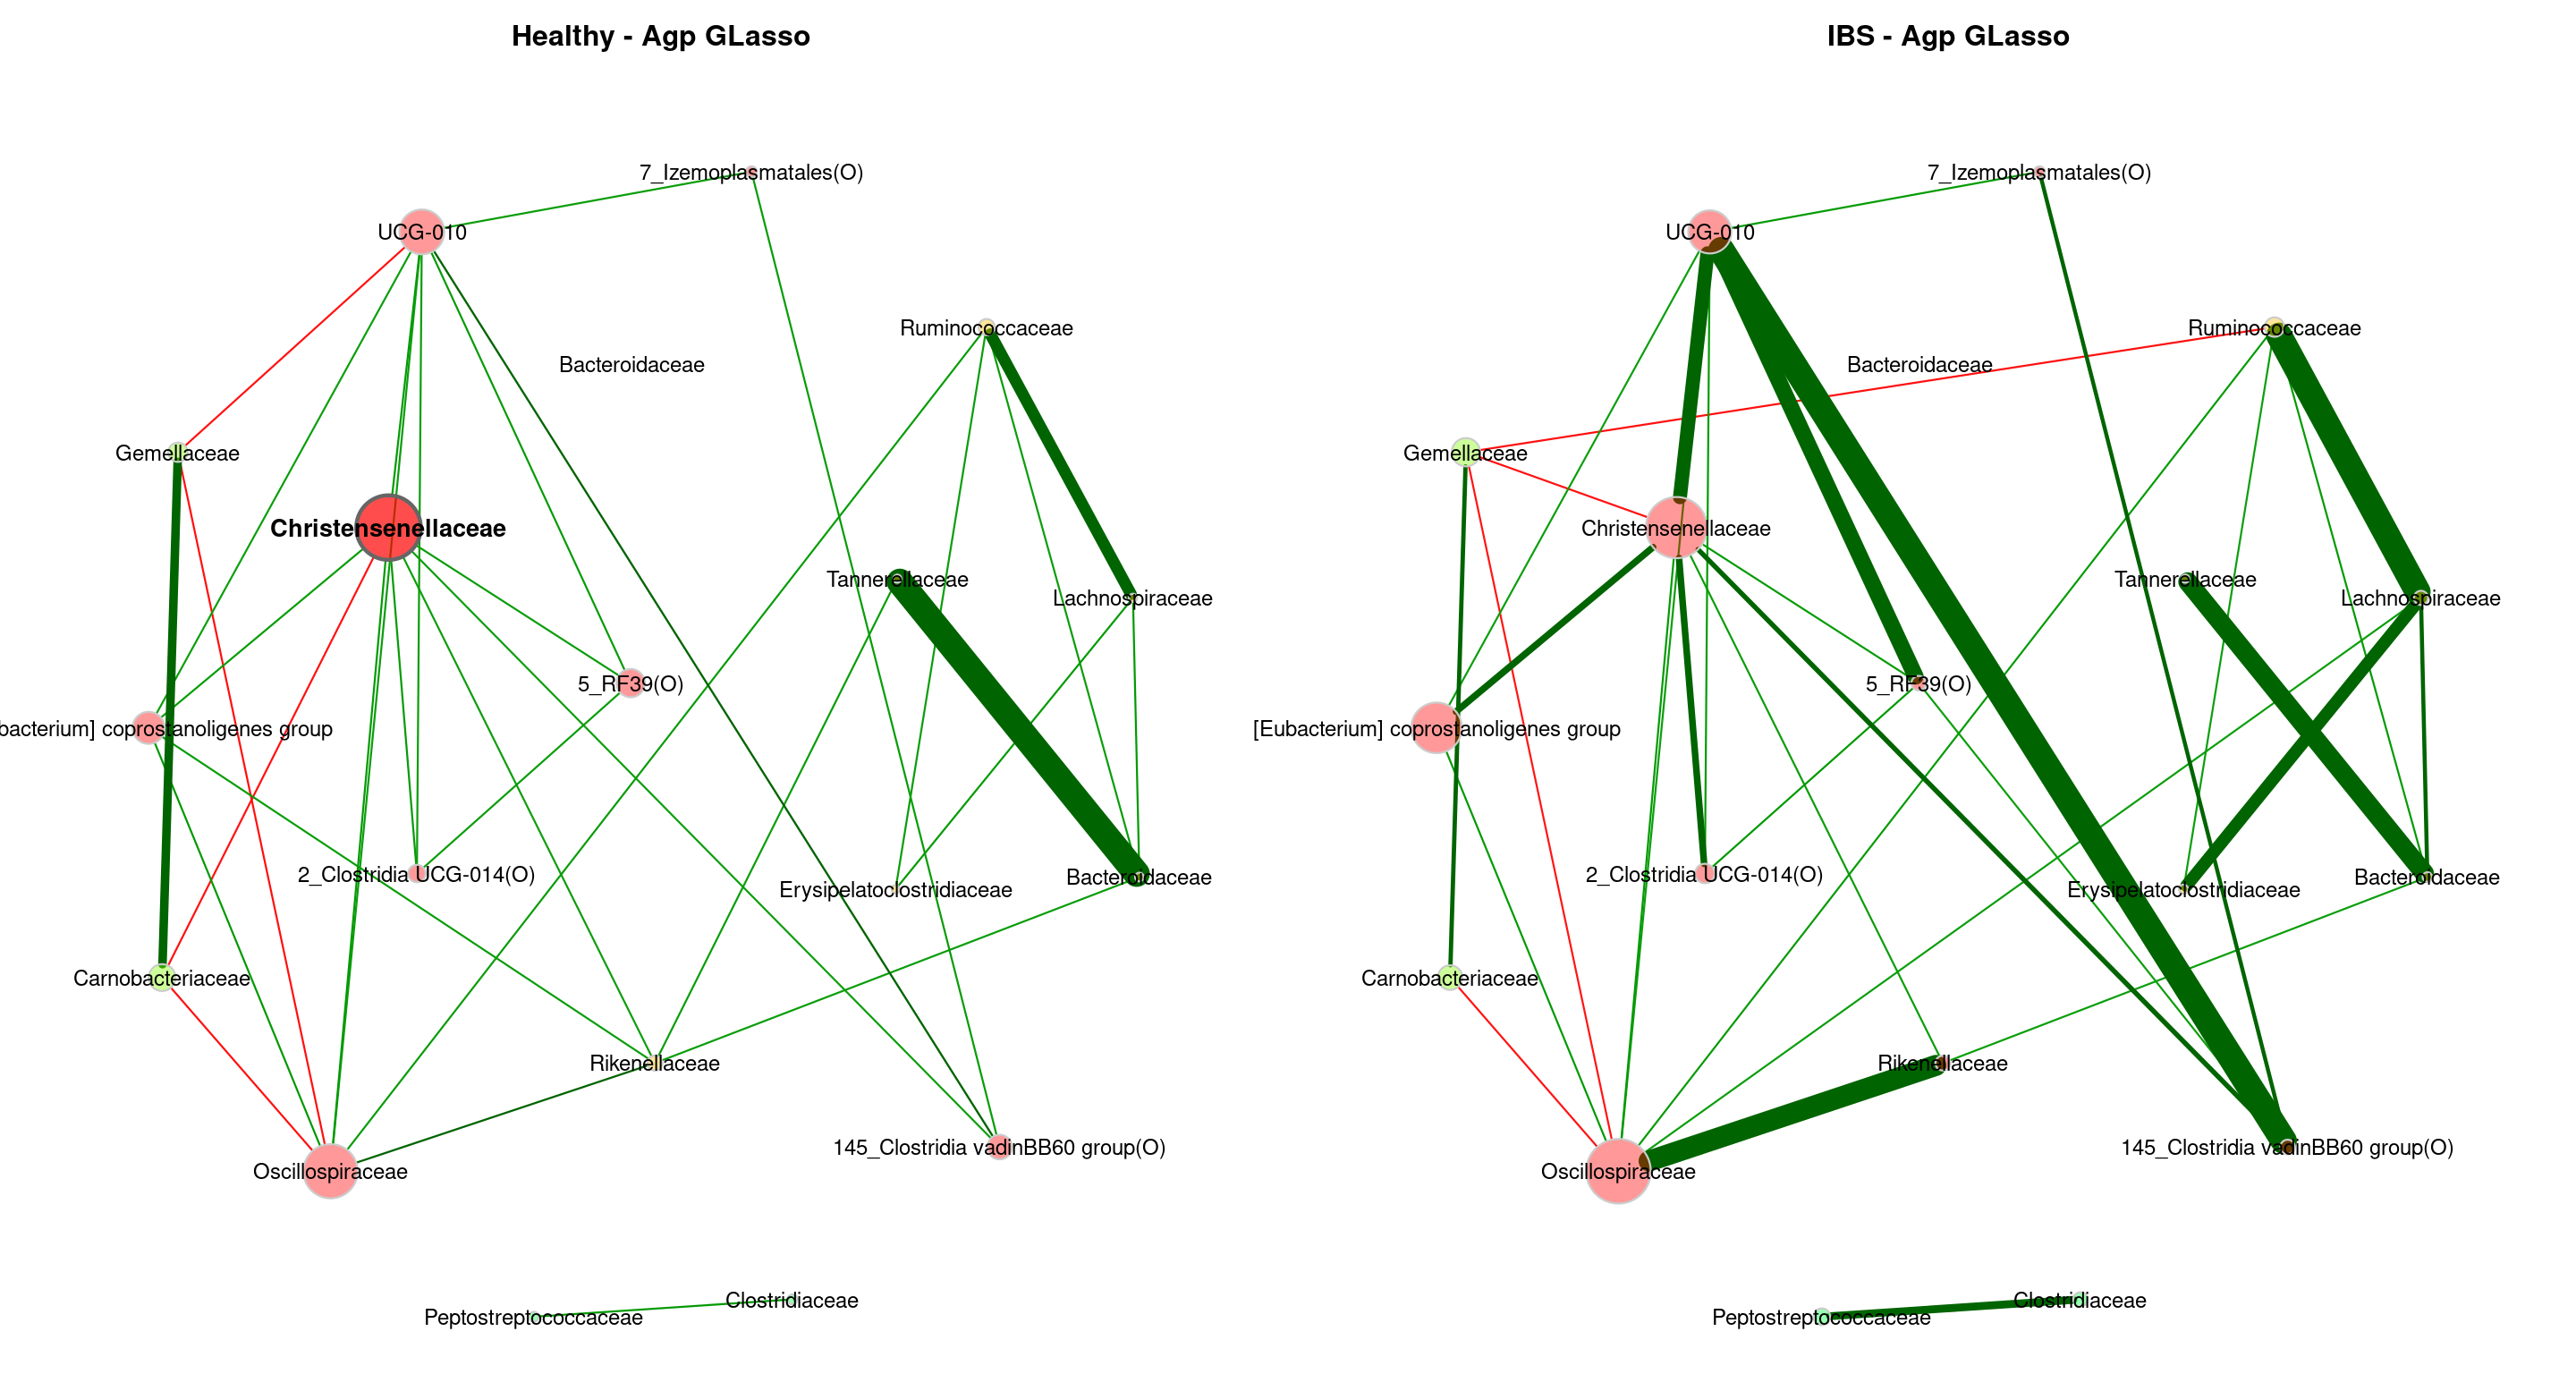 Healthy - Agp GLasso
7_Izemoplasmatales(O)
UCG-010
Ruminococcaceae
Bacteroidaceae
Gemellaceae
Christensenellaceae
Tannerellaceae
Lachnospiraceae
5_RF39(O)
bacterium] coprostanoligenes group
2_Clostridia UCG-014(O)
Bacteroidaceae
Erysipelatoclostridiaceae
Carnobacteriaceae
Rikenellaceae
145_Clostridia vadinBB60 group(O)
Oscillospiraceae
Clostridiaceae
Peptostreptococcaceae
IBS - Agp GLasso
7_Izemoplasmatales(O)
UCG-010
Ruminococcaceae
Bacteroidaceae
Gemellaceae
Christensenellaceae
Tannerellaceae
Lachnospiraceae
5_RF39(O)
[Eubacterium] coprostanoligenes group
2_Clostridia UCG-014(O)
Bacteroidaceae
Erysipelatoclostridiaceae
Carnobacteriaceae
Rikenellaceae
145_Clostridia vadinBB60 group(O)
Oscillospiraceae
Clostridiaceae
Peptostreptococcaceae